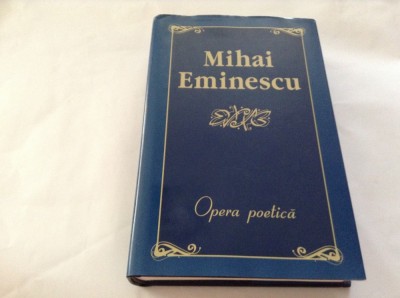 Mihai
Eminescu
Opera poetică